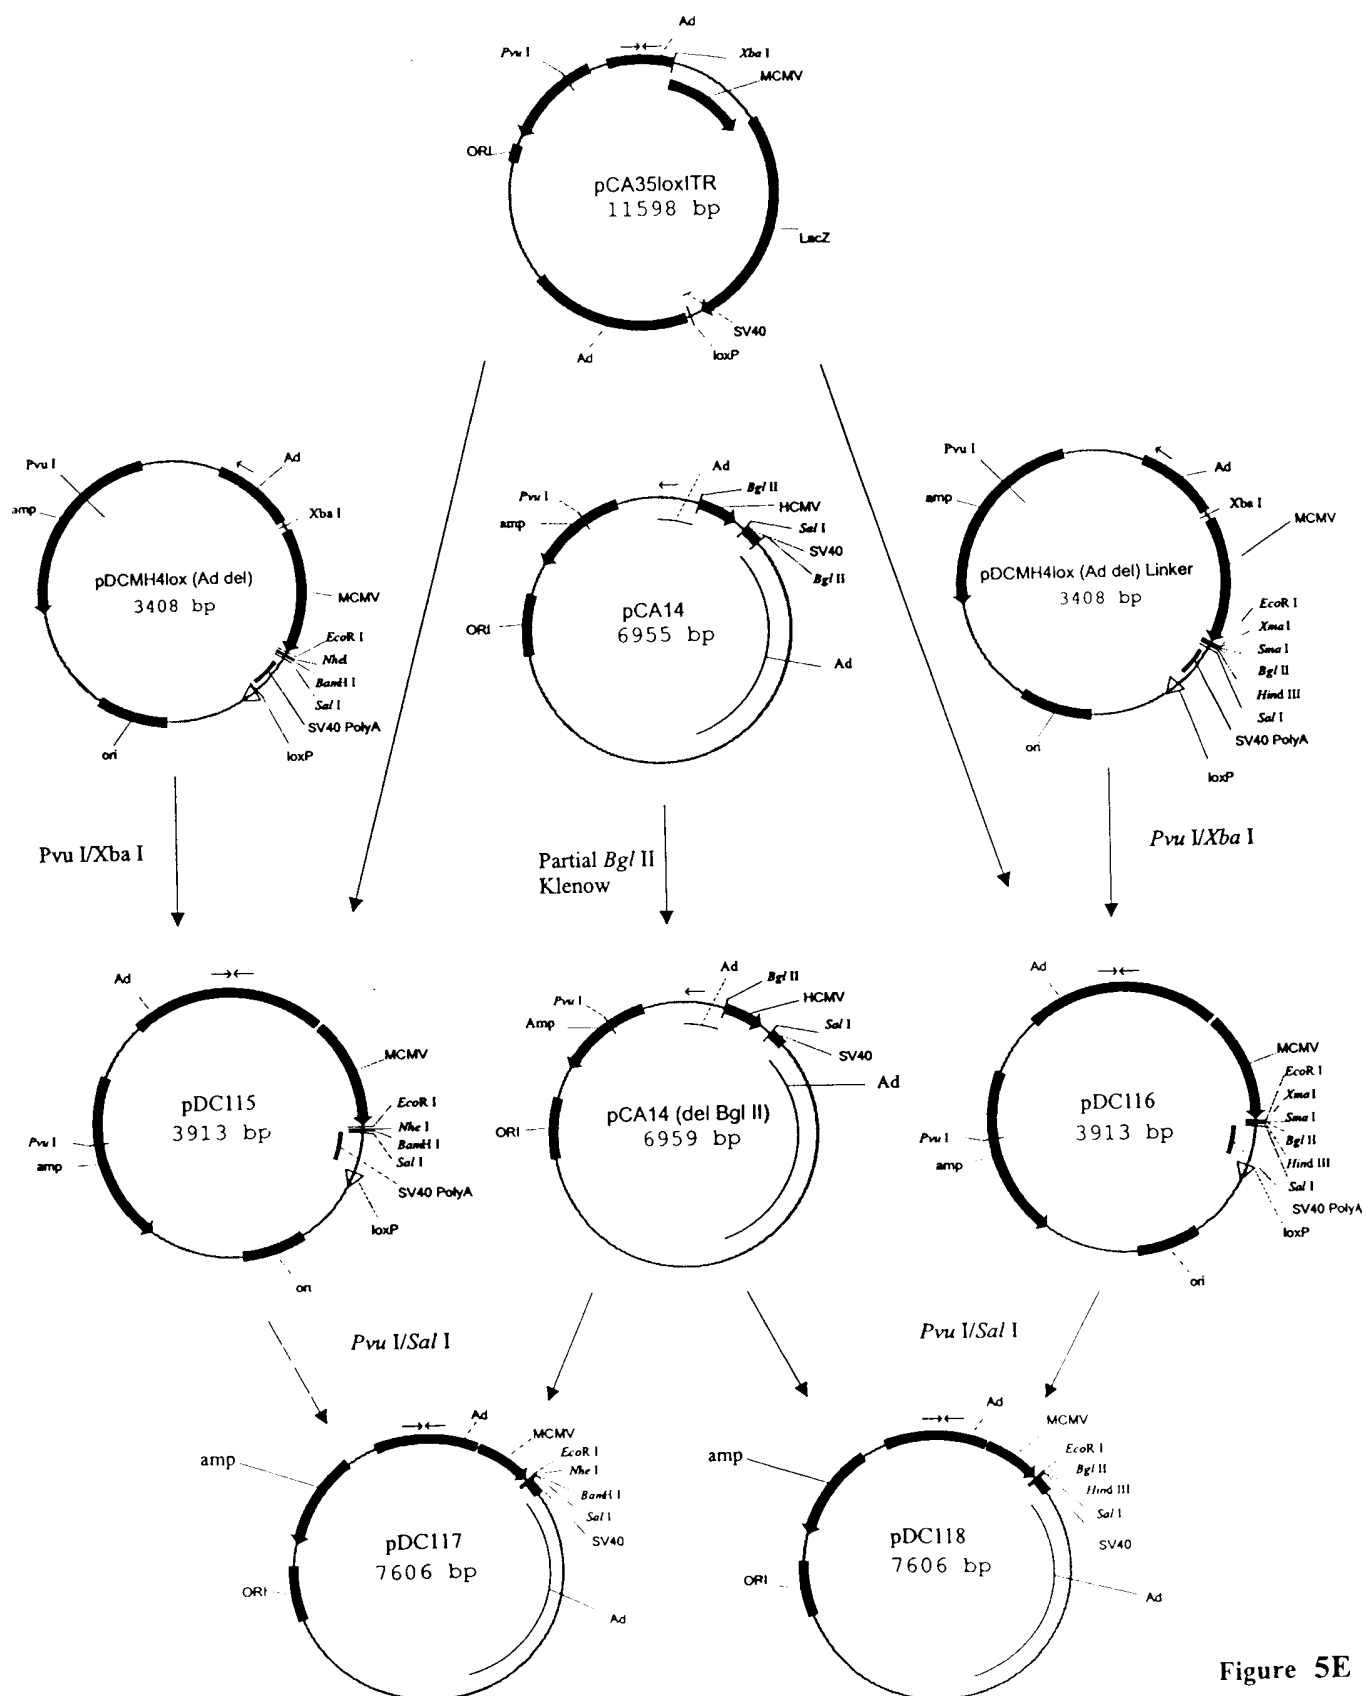 Ad
Pvu I
Xba I
MCMV
ORI
pCA35loxITR
11598 bp
LacZ
SV40
loxP
Ad
Pvu I
Ad
amp
Xba I
pDCMH4lox (Ad del)
3408 bp
MCMV
EcoR I
NheI
BamH I
Sal I
SV40 PolyA
loxP
ori
Ad
Bgl II
Pvu I
HCMV
amp
Sal I
SV40
Bgl II
pCA14
6955 bp
ORI
Ad
Pvu I
Ad
amp
Xba I
MCMV
pDCMH4lox (Ad del) Linker
3408 bp
EcoR I
Xma I
Sma I
Bgl II
Hind III
Sal I
SV40 PolyA
ori
loxP
Pvu I/Xba I
Partial Bgl II
Klenow
Pvu I/Xba I
Ad
MCMV
pDC115
3913 bp
EcoR I
Nhe I
BamH I
Sal I
Pvu I
amp
SV40 PolyA
loxP
ori
Ad
Bgl II
Pvu I
HCMV
Amp
Sal I
SV40
Ad
pCA14 (del Bgl II)
6959 bp
ORI
Ad
MCMV
EcoR I
pDC116
3913 bp
Xma I
Sma I
Bgl II
Hind III
Sal I
Pvu I
amp
SV40 PolyA
loxP
ori
Pvu I/Sal I
Pvu I/Sal I
Ad
MCMV
amp
EcoR I
Nhe I
BamH I
Sal I
SV40
pDC117
7606 bp
ORI
Ad
Ad
MCMV
amp
EcoR I
Bgl II
Hind III
Sal I
SV40
pDC118
7606 bp
ORI
Ad
Figure 5E